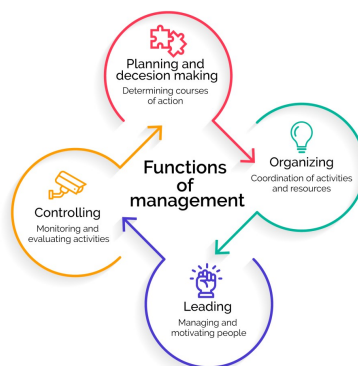 Planning and
decesion making
Determining courses
of action
Organizing
Coordination of activities
and resources
Functions
of
management
Controlling
Monitoring and
evaluating activities
Leading
Managing and
motivating people